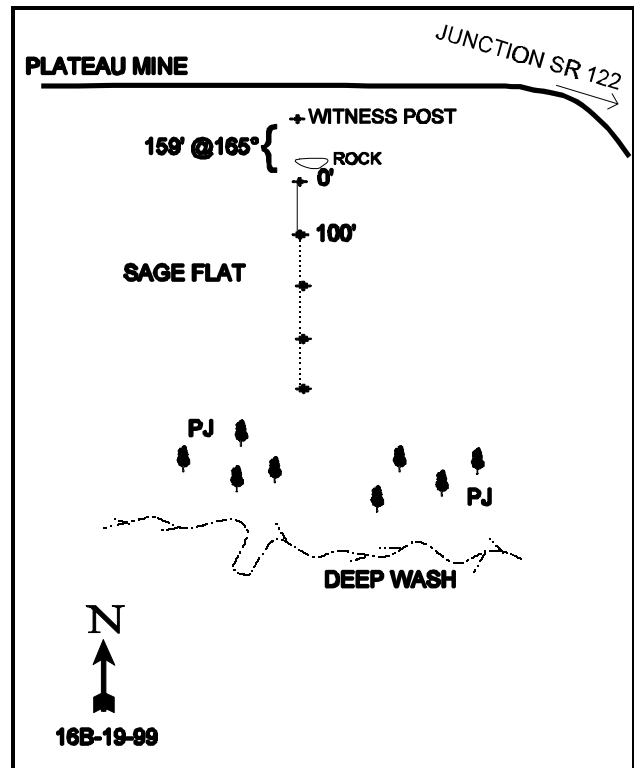 JUNCTION SR 122
PLATEAU MINE
WITNESS POST
159' @165°
ROCK
0'
100'
SAGE FLAT
PJ
PJ
DEEP WASH
N
16B-19-99